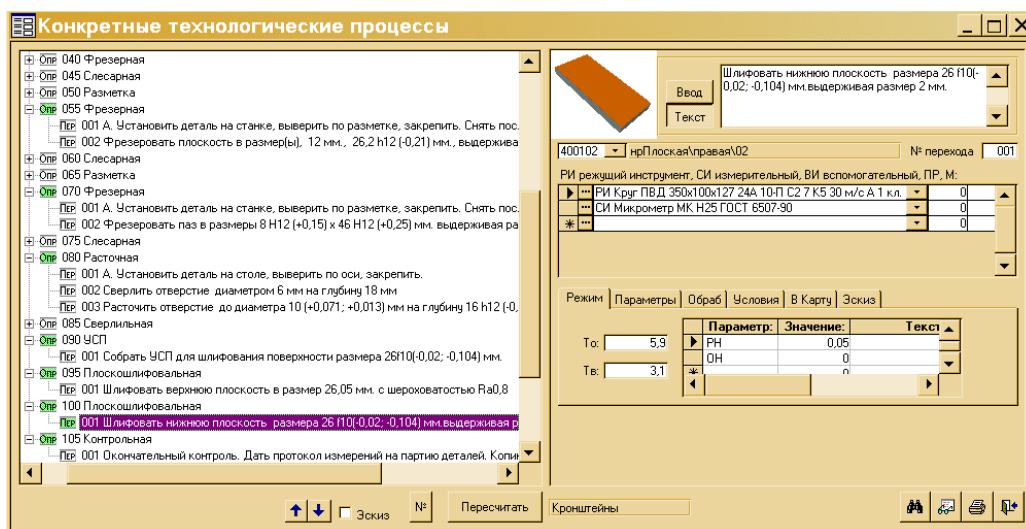 Конкретные технологические процессы
Опр 040 Фрезерная
Опр 045 Слесарная
Опр 050 Разметка
Опр 055 Фрезерная
Пер 001 А. Установить деталь на станке, выверить по разметке, закрепить. Снять пос.
Пер 002 Фрезеровать плоскость в размер(ы), 12 мм., 26,2 h12 (-0,21) мм., выдержива
Опр 060 Слесарная
Опр 065 Разметка
Опр 070 Фрезерная
Пер 001 А. Установить деталь на станке, выверить по разметке, закрепить. Снять пос.
Пер 002 Фрезеровать паз в размеры 8 H12 (+0,15) x 46 H12 (+0,25) мм. выдерживая ра
Опр 075 Слесарная
Опр 080 Расточная
Пер 001 А. Установить деталь на столе, выверить по оси, закрепить.
Пер 002 Сверлить отверстие диаметром 6 мм на глубину 18 мм
Пер 003 Расточить отверстие до диаметра 10 (+0,071; +0,013) мм на глубину 16 h12 (-0,
Опр 085 Сверлильная
Опр 090 УСП
Пер 001 Собрать УСП для шлифования поверхности размера 26f10(-0,02; -0,104) мм.
Опр 095 Плоскошлифовальная
Пер 001 Шлифовать верхнюю плоскость в размер 26,05 мм. с шероховатостью Ra0,8
Опр 100 Плоскошлифовальная
Пер 001 Шлифовать нижнюю плоскость размера 26 f10(-0,02; -0,104) мм.выдерживая р
Опр 105 Контрольная
Пер 001 Окончательный контроль. Дать протокол измерений на партию деталей. Копи
Эскиз
№
Пересчитать
Кронштейны
Ввод
Текст
Шлифовать нижнюю плоскость размера 26 f10(-
0,02; -0,104) мм.выдерживая размер 2 мм.
400102 нрПлоская\правая\02 № перехода 001
РИ режущий инструмент, СИ измерительный, ВИ вспомогательный, ПР, М:
РИ Круг ПВД 350x100x127 24А 10-П С2 7 К5 30 м/с А 1 кл. 0
СИ Микрометр МК Н25 ГОСТ 6507-90 0
0
Режим Параметры Обраб Условия В Карту Эскиз
То: 5,9
Тв: 3,1
Параметр: Значение: Текст
РН 0,05
ОН 0
0